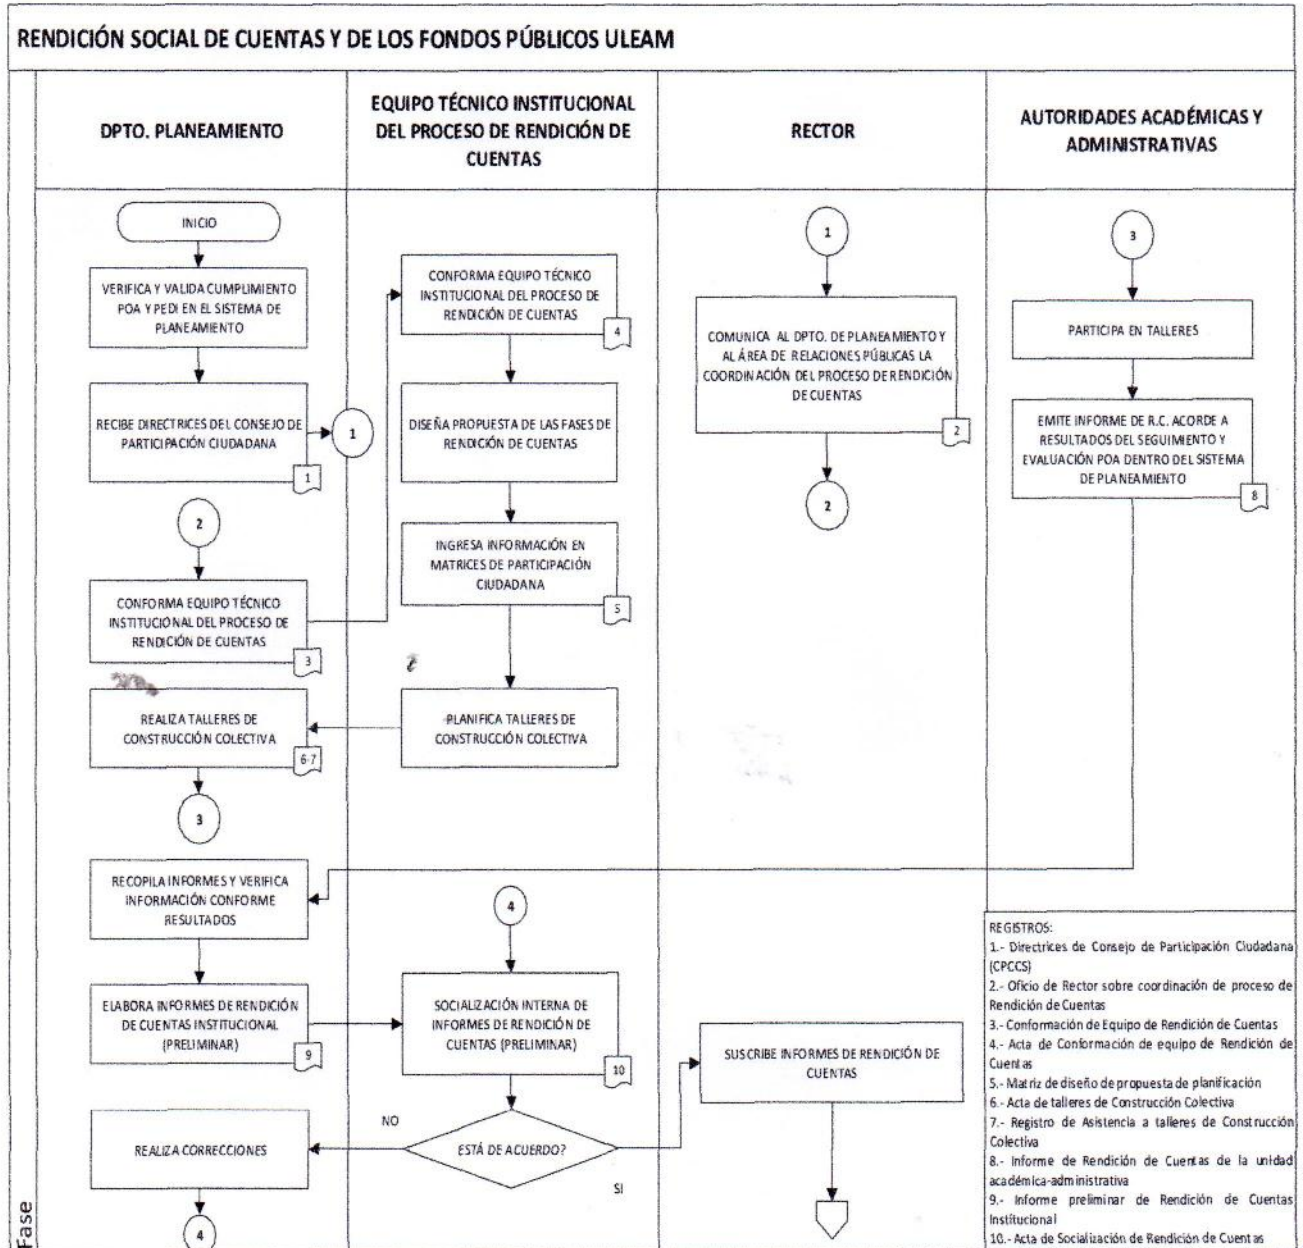 RENDICIÓN SOCIAL DE CUENTAS Y DE LOS FONDOS PÚBLICOS ULEAM
DPTO. PLANEAMIENTO
EQUIPO TÉCNICO INSTITUCIONAL
DEL PROCESO DE RENDICIÓN DE
CUENTAS
RECTOR
AUTORIDADES ACADÉMICAS Y
ADMINISTRATIVAS
INICIO
VERIFICA Y VALIDA CUMPLIMIENTO
POA Y PEDI EN EL SISTEMA DE
PLANEAMIENTO
RECIBE DIRECTRICES DEL CONSEJO DE
PARTICIPACIÓN CIUDADANA
1
1
2
CONFORMA EQUIPO TÉCNICO
INSTITUCIONAL DEL PROCESO DE
RENDICIÓN DE CUENTAS
3
REALIZA TALLERES DE
CONSTRUCCIÓN COLECTIVA
6-7
3
RECOPILA INFORMES Y VERIFICA
INFORMACIÓN CONFORME
RESULTADOS
ELABORA INFORMES DE RENDICIÓN
DE CUENTAS INSTITUCIONAL
(PRELIMINAR)
9
REALIZA CORRECCIONES
4
CONFORMA EQUIPO TÉCNICO
INSTITUCIONAL DEL PROCESO DE
RENDICIÓN DE CUENTAS
4
DISEÑA PROPUESTA DE LAS FASES DE
RENDICIÓN DE CUENTAS
INGRESA INFORMACIÓN EN
MATRICES DE PARTICIPACIÓN
CIUDADANA
5
PLANIFICA TALLERES DE
CONSTRUCCIÓN COLECTIVA
4
SOCIALIZACIÓN INTERNA DE
INFORMES DE RENDICIÓN DE
CUENTAS (PRELIMINAR)
10
ESTÁ DE ACUERDO?
NO
SI
1
COMUNICA AL DPTO. DE PLANEAMIENTO Y
AL ÁREA DE RELACIONES PÚBLICAS LA
COORDINACIÓN DEL PROCESO DE RENDICIÓN
DE CUENTAS
2
2
SUSCRIBE INFORMES DE RENDICIÓN DE
CUENTAS
3
PARTICIPA EN TALLERES
EMITE INFORME DE R.C. ACORDE A
RESULTADOS DEL SEGUIMIENTO Y
EVALUACIÓN POA DENTRO DEL SISTEMA
DE PLANEAMIENTO
8
REGISTROS:
1.- Directrices de Consejo de Participación Ciudadana
(CPCCS)
2.- Oficio de Rector sobre coordinación de proceso de
Rendición de Cuentas
3.- Conformación de Equipo de Rendición de Cuentas
4.- Acta de Conformación de equipo de Rendición de
Cuentas
5.- Matriz de diseño de propuesta de planificación
6.- Acta de talleres de Construcción Colectiva
7.- Registro de Asistencia a talleres de Construcción
Colectiva
8.- Informe de Rendición de Cuentas de la unidad
académica-administrativa
9.- Informe preliminar de Rendición de Cuentas
Institucional
10.- Acta de Socialización de Rendición de Cuentas
Fase